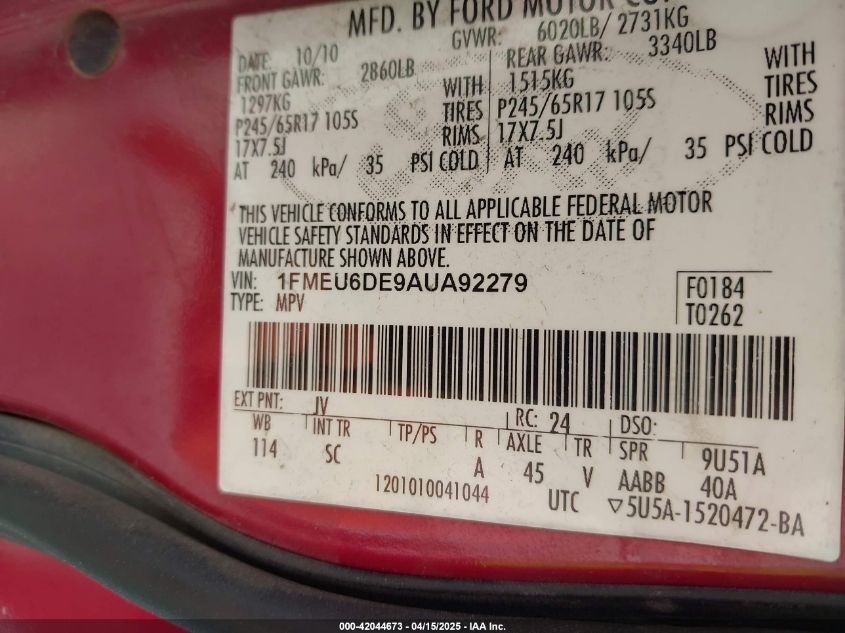 MFD. BY FORD MOTOR CO
DATE: 10/10 GVWR: 6020LB/ 2731KG
FRONT GAWR: 2860LB REAR GAWR: 3340LB
1297KG WITH 1515KG WITH
P245/65R17 105S TIRES P245/65R17 105S TIRES
17X7.5J RIMS 17X7.5J RIMS
AT 240 kPa/ 35 PSI COLD AT 240 kPa/ 35 PSI COLD
THIS VEHICLE CONFORMS TO ALL APPLICABLE FEDERAL MOTOR
VEHICLE SAFETY STANDARDS IN EFFECT ON THE DATE OF
MANUFACTURE SHOWN ABOVE.
VIN: 1FMEU6DE9AUA92279
TYPE: MPV
F0184
T0262
EXT PNT: JV RC: 24 DSO:
WB INT TR TP/PS R AXLE TR SPR 9U51A
114 SC A 45 V AABB 40A
1201010041044 UTC ▽5U5A-1520472-BA
000-42044673 - 04/15/2025 - IAA Inc.